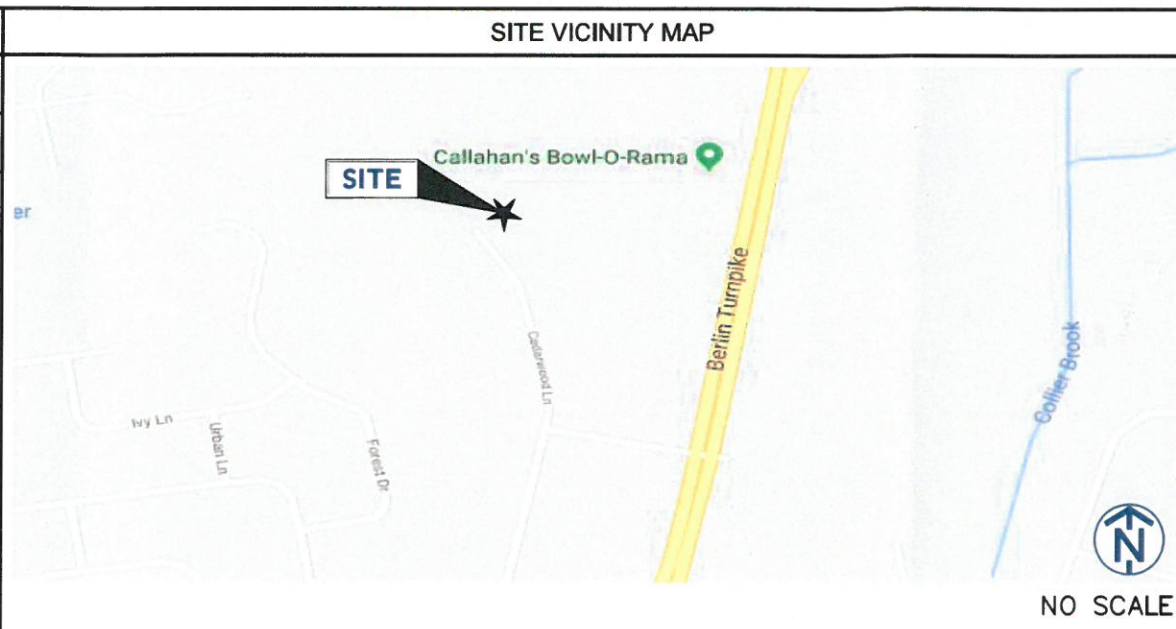 SITE VICINITY MAP
Callahan's Bowl-O-Rama
SITE
er
Berlin Turnpike
Cedarwood Ln
Collier Brook
Ivy Ln
Urban Ln
Forest Dr
N
NO SCALE